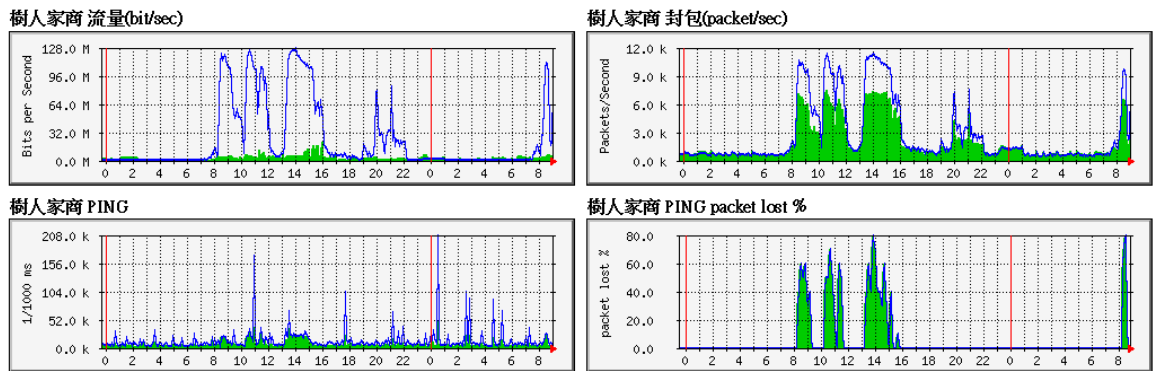 樹人家商 流量(bit/sec)
Bits per Second
128.0 M
96.0 M
64.0 M
32.0 M
0.0 M
0 2 4 6 8 10 12 14 16 18 20 22 0 2 4 6 8
樹人家商 封包(packet/sec)
Packets/Second
12.0 k
9.0 k
6.0 k
3.0 k
0.0 k
0 2 4 6 8 10 12 14 16 18 20 22 0 2 4 6 8
樹人家商 PING
1/1000 ms
208.0 k
156.0 k
104.0 k
52.0 k
0.0 k
0 2 4 6 8 10 12 14 16 18 20 22 0 2 4 6 8
樹人家商 PING packet lost %
packet lost %
80.0
60.0
40.0
20.0
0.0
0 2 4 6 8 10 12 14 16 18 20 22 0 2 4 6 8